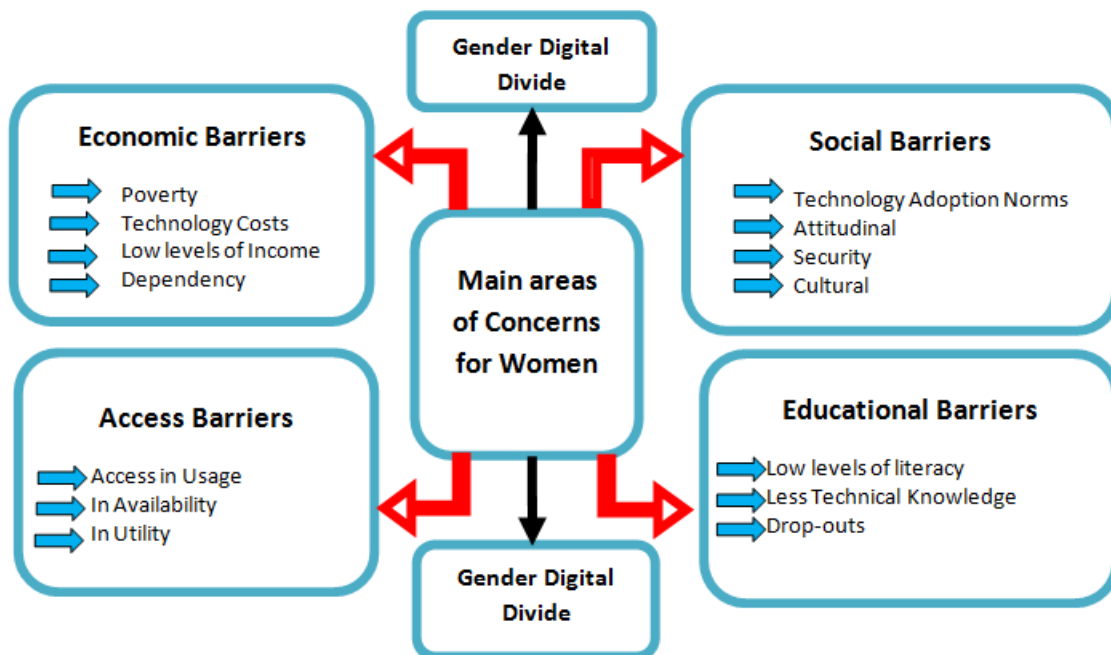 Gender Digital
Divide
Economic Barriers
Poverty
Technology Costs
Low levels of Income
Dependency
Social Barriers
Technology Adoption Norms
Attitudinal
Security
Cultural
Main areas
of Concerns
for Women
Access Barriers
Access in Usage
In Availability
In Utility
Educational Barriers
Low levels of literacy
Less Technical Knowledge
Drop-outs
Gender Digital
Divide